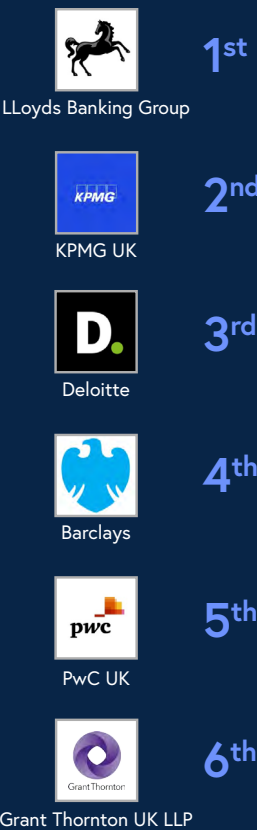 1st
LLoyds Banking Group
KPMG
2nd
KPMG UK
D.
3rd
Deloitte
4th
Barclays
pwc
5th
PwC UK
Grant Thornton
6th
Grant Thornton UK LLP